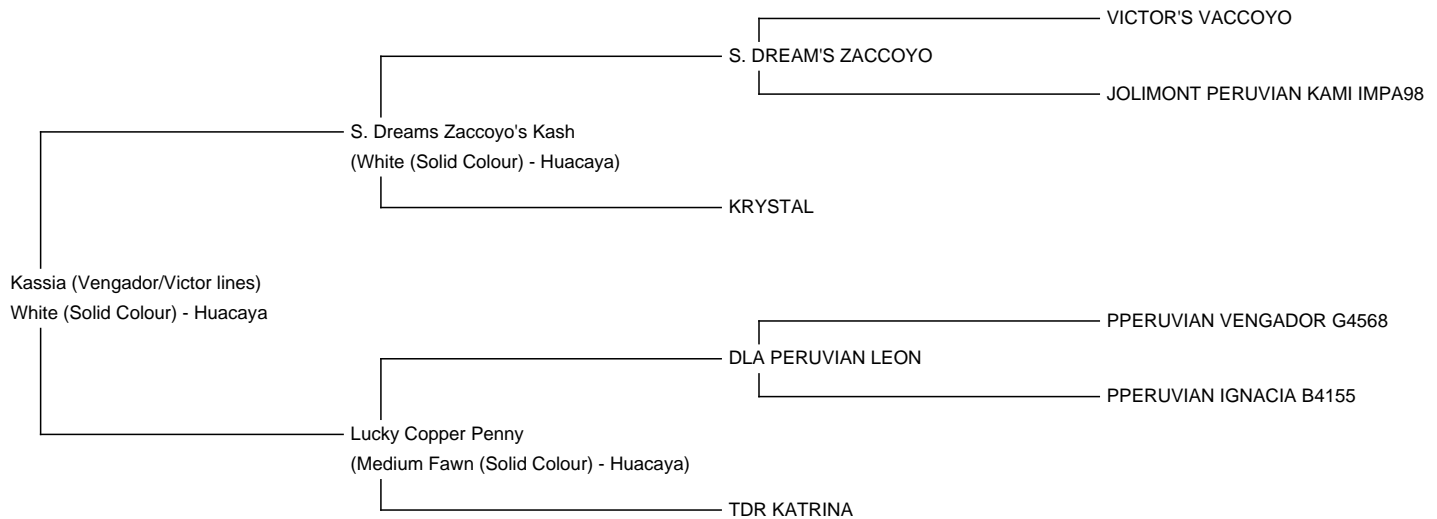 VICTOR'S VACCOYO
S. DREAM'S ZACCOYO
JOLIMONT PERUVIAN KAMI IMPA98
S. Dreams Zaccoyo's Kash
(White (Solid Colour) - Huacaya)
KRYSTAL
Kassia (Vengador/Victor lines)
White (Solid Colour) - Huacaya
PPERUVIAN VENGADOR G4568
DLA PERUVIAN LEON
PPERUVIAN IGNACIA B4155
Lucky Copper Penny
(Medium Fawn (Solid Colour) - Huacaya)
TDR KATRINA